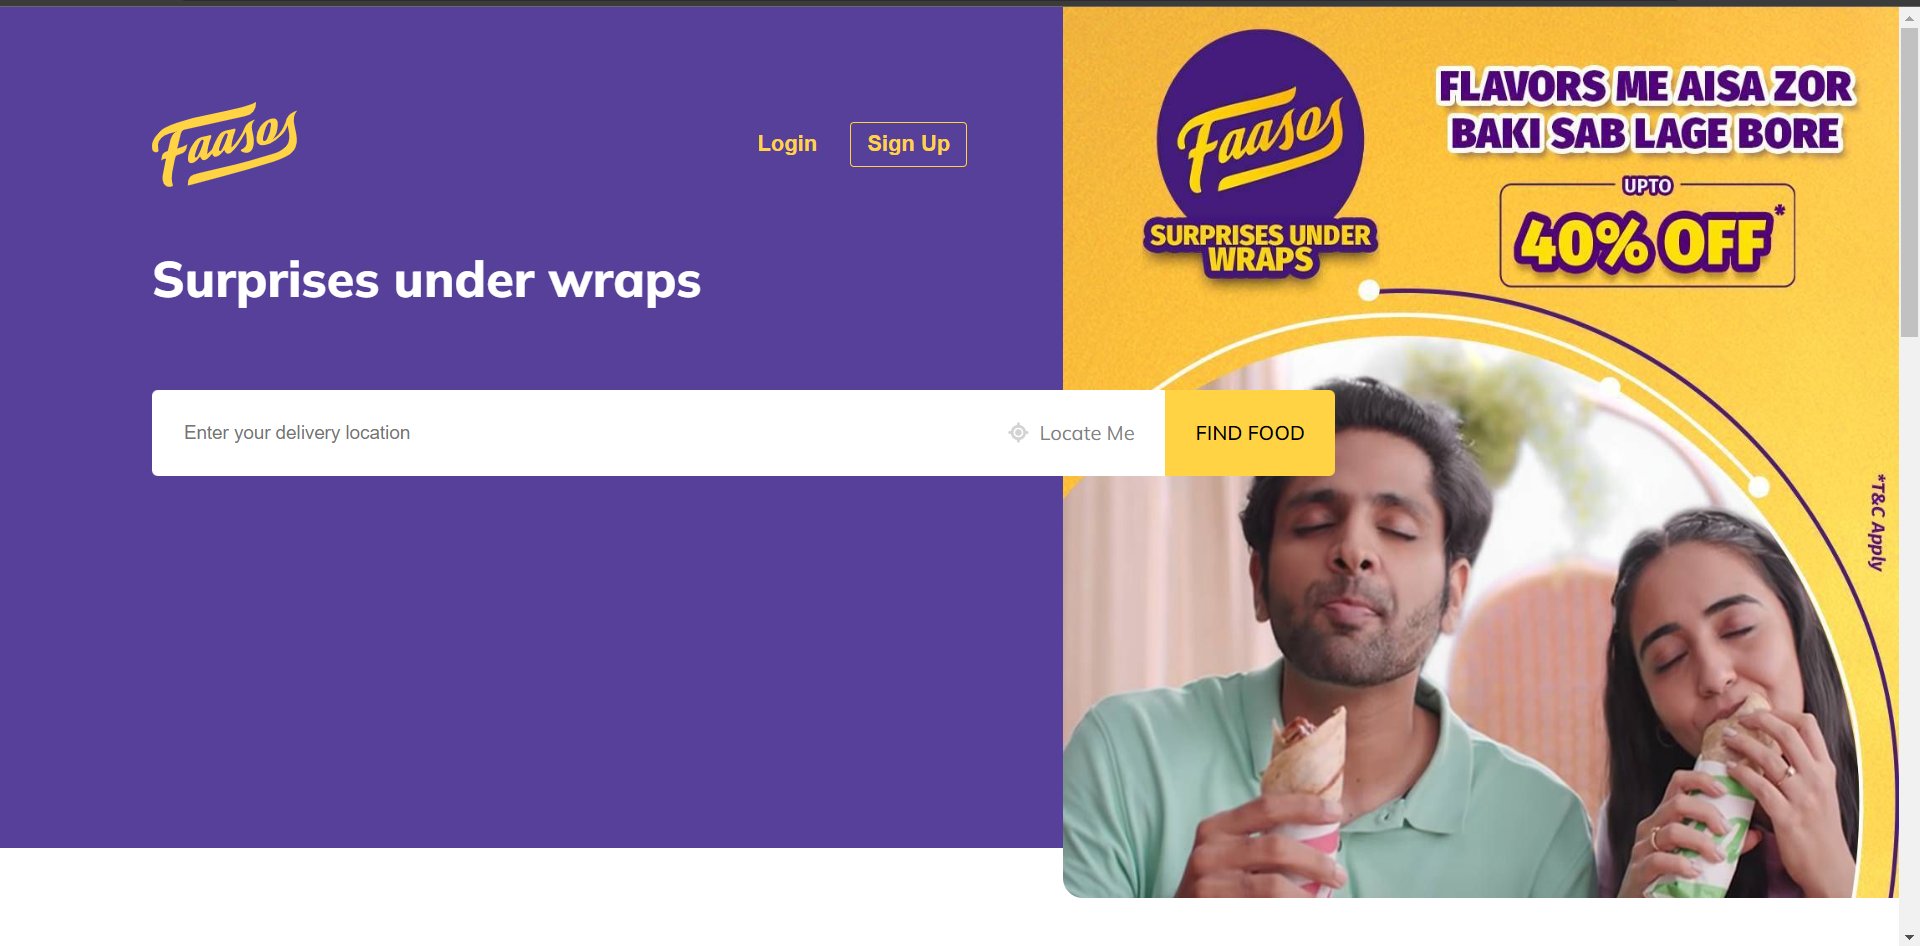 Faasos
Login
Sign Up
Surprises under wraps
Enter your delivery location
Locate Me
FIND FOOD
Faasos
SURPRISES UNDER
WRAPS
FLAVORS ME AISA ZOR
BAKI SAB LAGE BORE
UPTO
40% OFF*
*T&C Apply